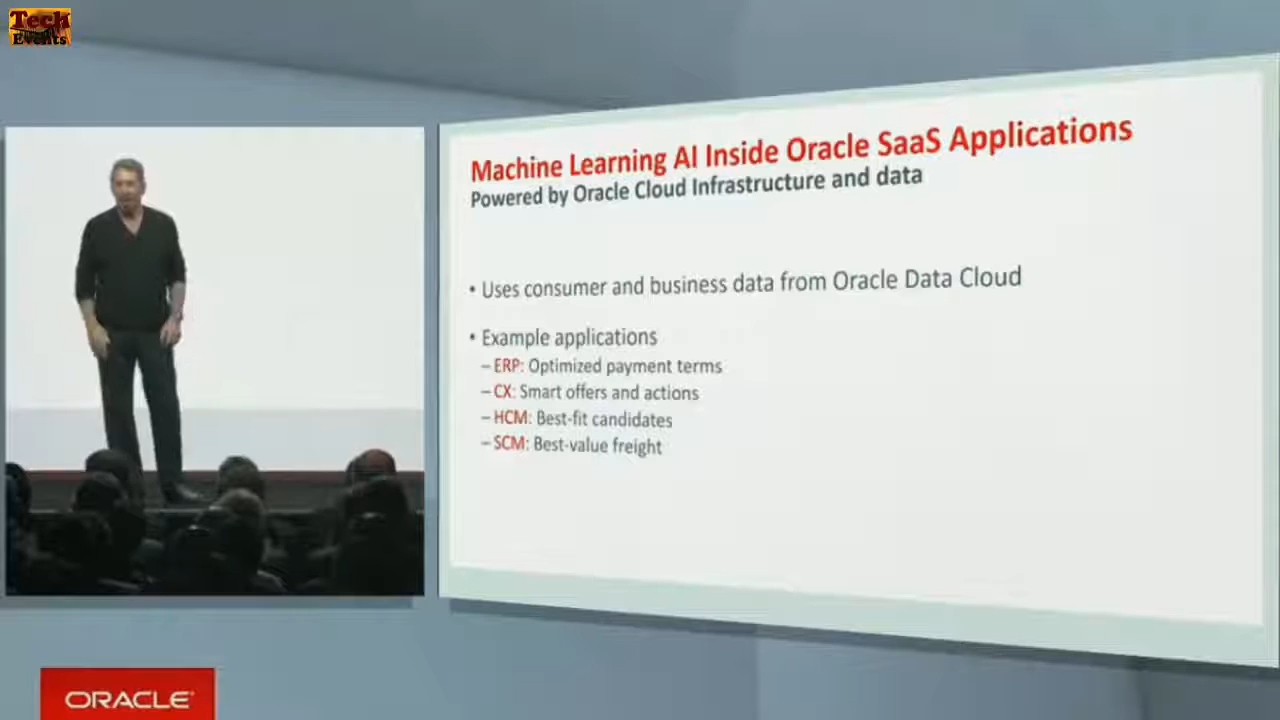 Tech
Events
Machine Learning AI Inside Oracle SaaS Applications
Powered by Oracle Cloud Infrastructure and data
• Uses consumer and business data from Oracle Data Cloud
• Example applications
– ERP: Optimized payment terms
– CX: Smart offers and actions
– HCM: Best-fit candidates
– SCM: Best-value freight
ORACLE